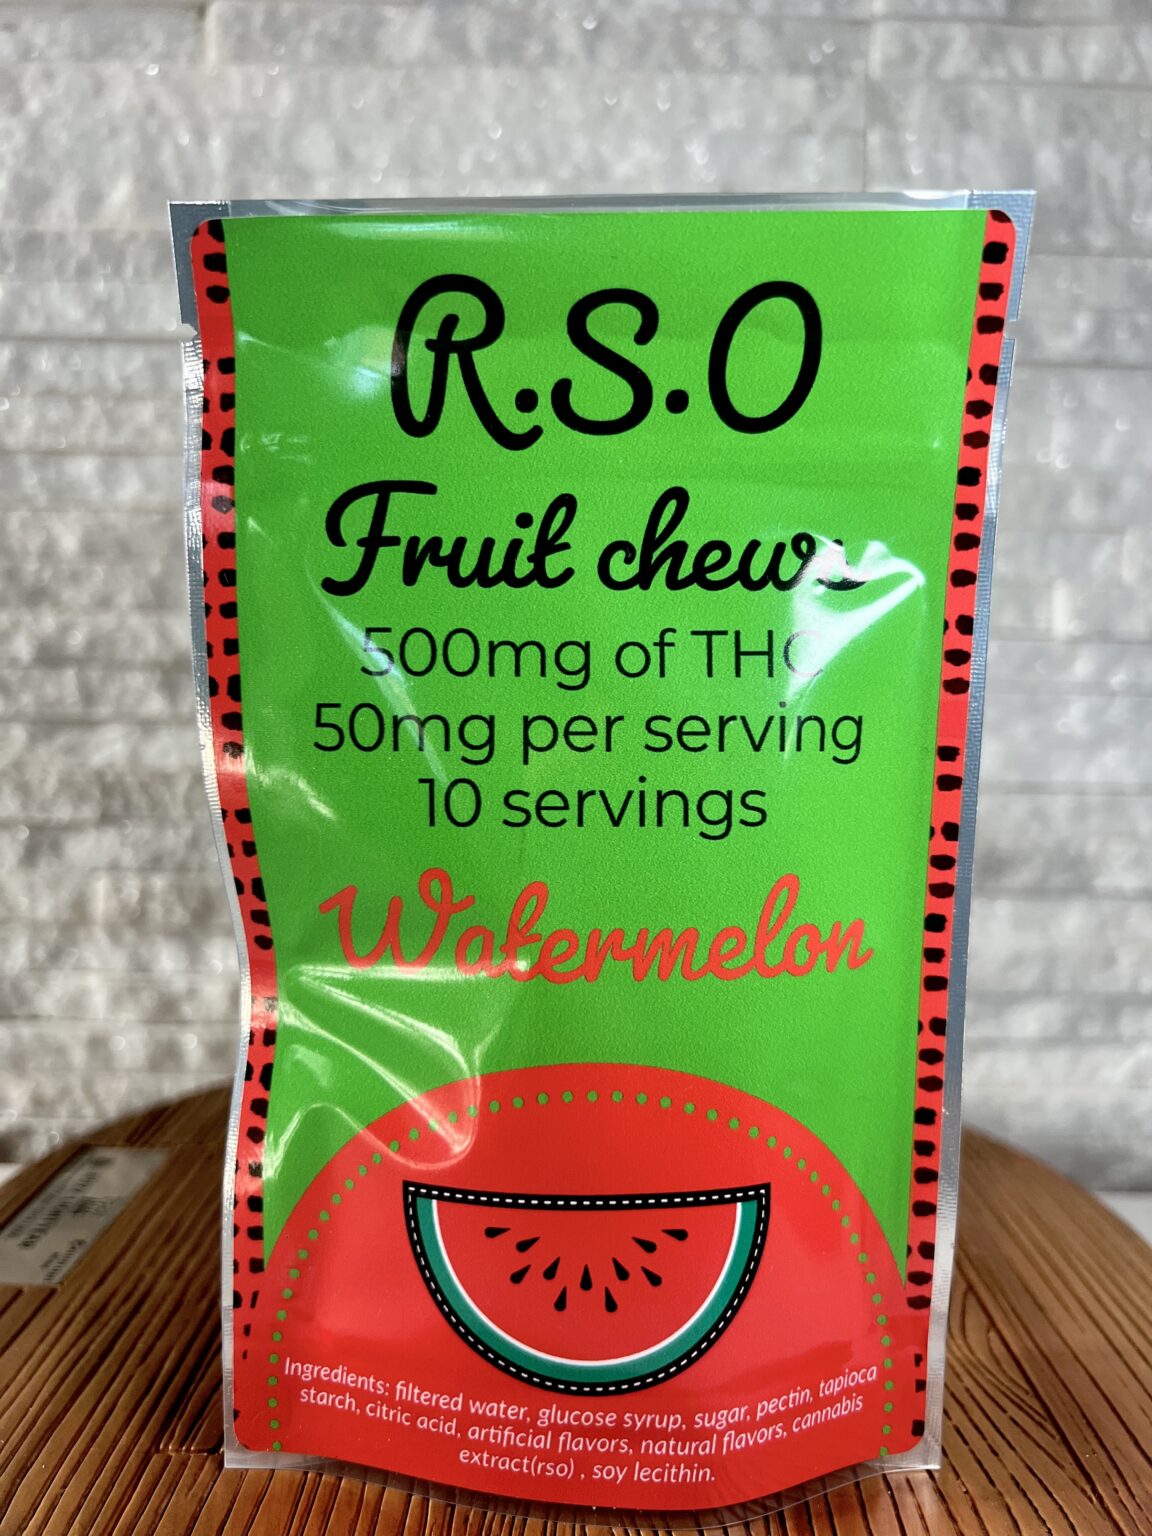 R.S.O
Fruit chews
500mg of THC
50mg per serving
10 servings
Watermelon
Ingredients: filtered water, glucose syrup, sugar, pectin, tapioca
starch, citric acid, artificial flavors, natural flavors, cannabis
extract(rso) , soy lecithin.